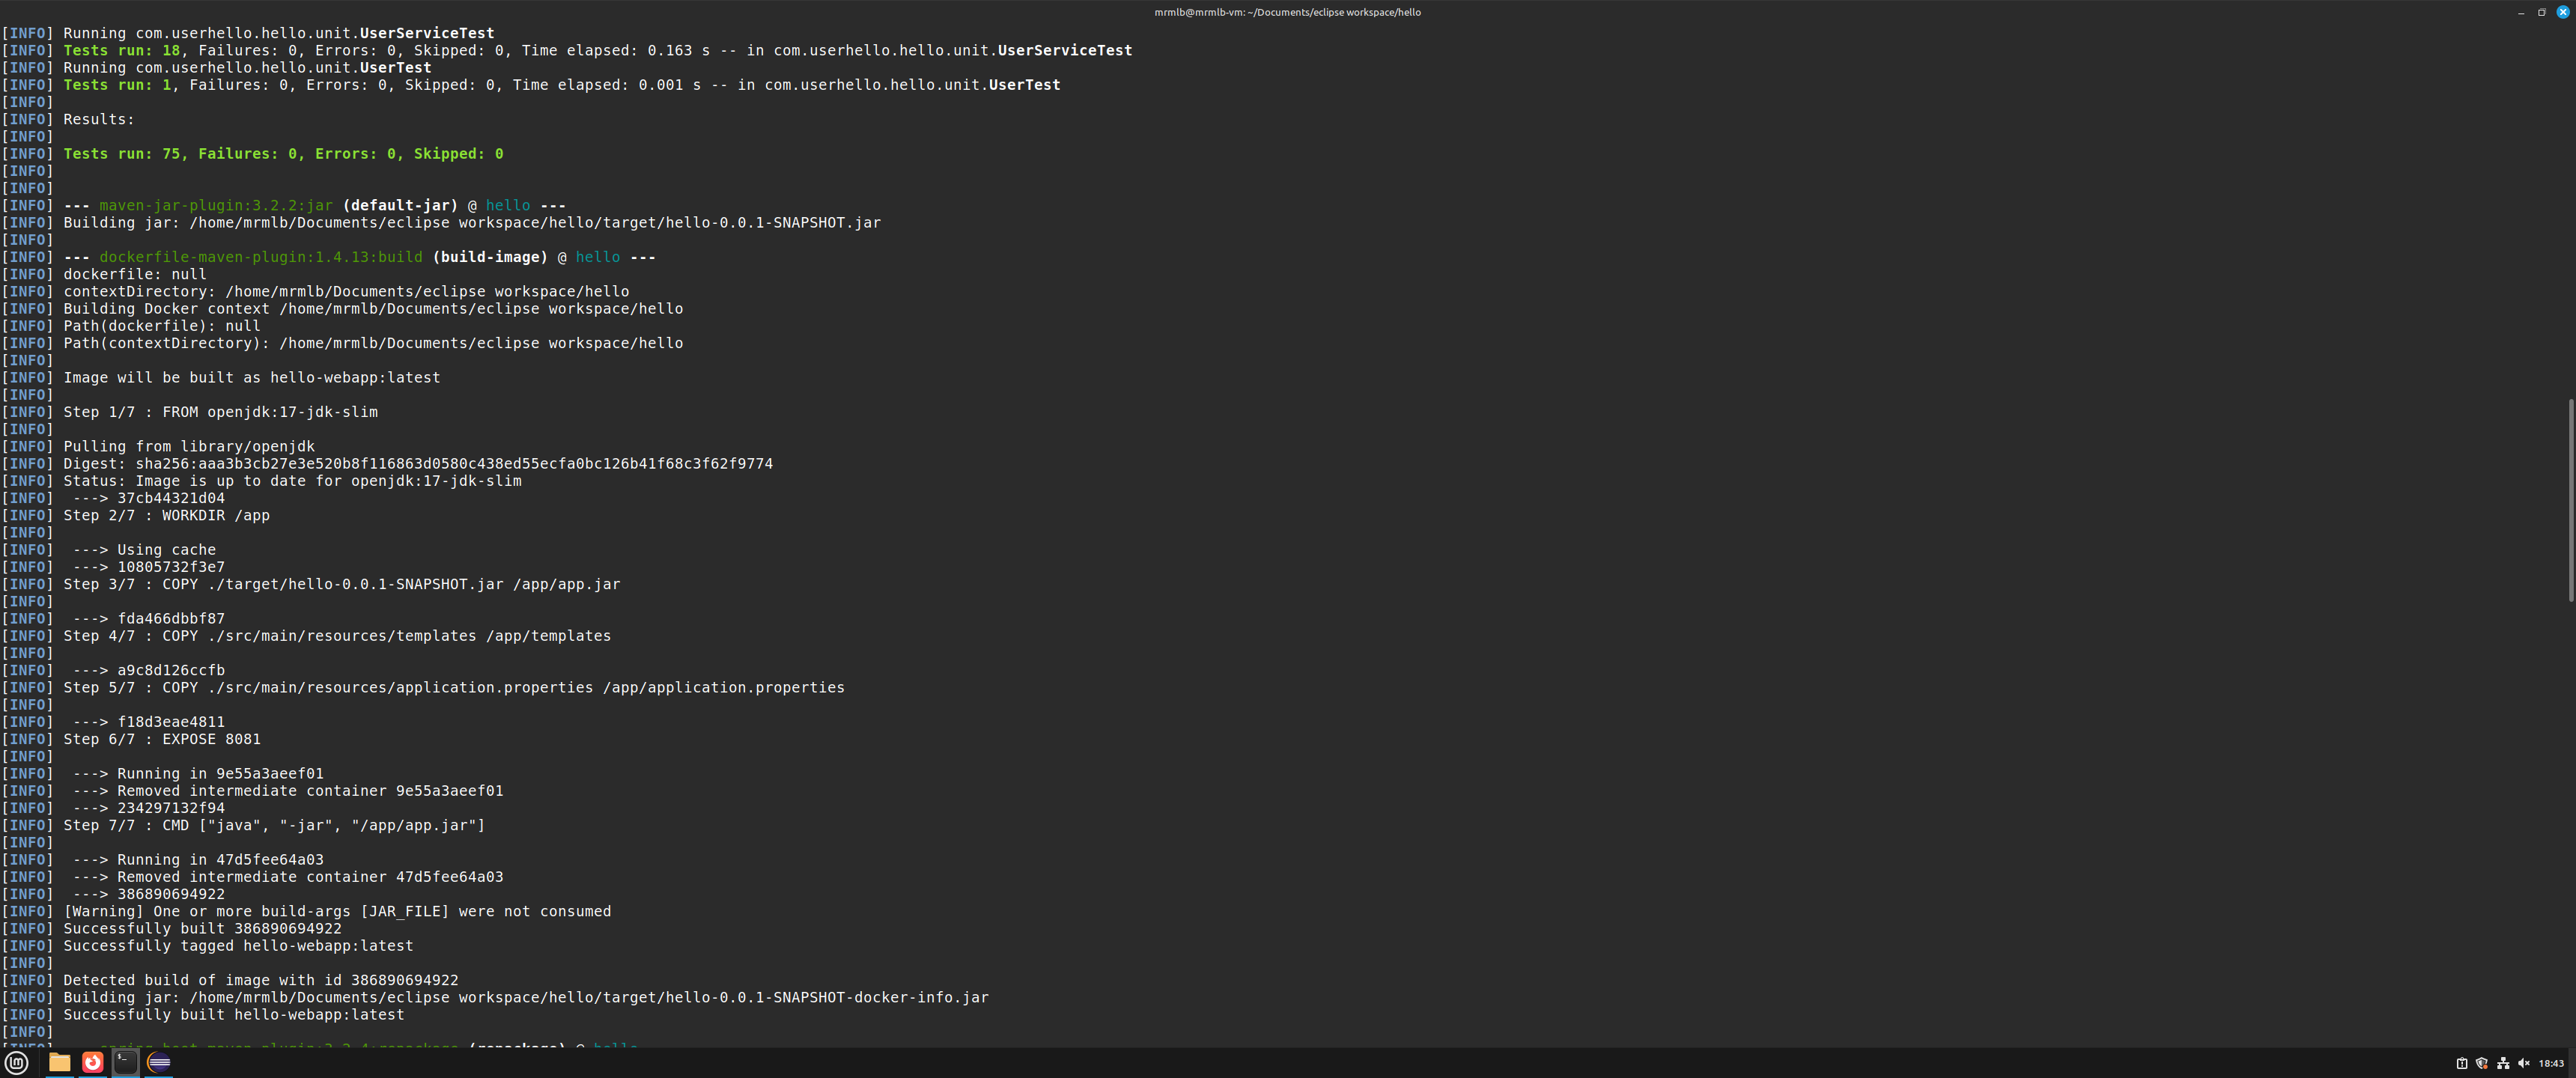 mrmlb@mrmlb-vm: ~/Documents/eclipse workspace/hello
[INFO] Running com.userhello.hello.unit.UserServiceTest
[INFO] Tests run: 18, Failures: 0, Errors: 0, Skipped: 0, Time elapsed: 0.163 s -- in com.userhello.hello.unit.UserServiceTest
[INFO] Running com.userhello.hello.unit.UserTest
[INFO] Tests run: 1, Failures: 0, Errors: 0, Skipped: 0, Time elapsed: 0.001 s -- in com.userhello.hello.unit.UserTest
[INFO]
[INFO] Results:
[INFO]
[INFO] Tests run: 75, Failures: 0, Errors: 0, Skipped: 0
[INFO]
[INFO]
[INFO] --- maven-jar-plugin:3.2.2:jar (default-jar) @ hello ---
[INFO] Building jar: /home/mrmlb/Documents/eclipse workspace/hello/target/hello-0.0.1-SNAPSHOT.jar
[INFO]
[INFO] --- dockerfile-maven-plugin:1.4.13:build (build-image) @ hello ---
[INFO] dockerfile: null
[INFO] contextDirectory: /home/mrmlb/Documents/eclipse workspace/hello
[INFO] Building Docker context /home/mrmlb/Documents/eclipse workspace/hello
[INFO] Path(dockerfile): null
[INFO] Path(contextDirectory): /home/mrmlb/Documents/eclipse workspace/hello
[INFO]
[INFO] Image will be built as hello-webapp:latest
[INFO]
[INFO] Step 1/7 : FROM openjdk:17-jdk-slim
[INFO]
[INFO] Pulling from library/openjdk
[INFO] Digest: sha256:aaa3b3cb27e3e520b8f116863d0580c438ed55ecfa0bc126b41f68c3f62f9774
[INFO] Status: Image is up to date for openjdk:17-jdk-slim
[INFO]  ---> 37cb44321d04
[INFO] Step 2/7 : WORKDIR /app
[INFO]
[INFO]  ---> Using cache
[INFO]  ---> 10805732f3e7
[INFO] Step 3/7 : COPY ./target/hello-0.0.1-SNAPSHOT.jar /app/app.jar
[INFO]
[INFO]  ---> fda466dbbf87
[INFO] Step 4/7 : COPY ./src/main/resources/templates /app/templates
[INFO]
[INFO]  ---> a9c8d126ccfb
[INFO] Step 5/7 : COPY ./src/main/resources/application.properties /app/application.properties
[INFO]
[INFO]  ---> f18d3eae4811
[INFO] Step 6/7 : EXPOSE 8081
[INFO]
[INFO]  ---> Running in 9e55a3aeef01
[INFO]  ---> Removed intermediate container 9e55a3aeef01
[INFO]  ---> 234297132f94
[INFO] Step 7/7 : CMD ["java", "-jar", "/app/app.jar"]
[INFO]
[INFO]  ---> Running in 47d5fee64a03
[INFO]  ---> Removed intermediate container 47d5fee64a03
[INFO]  ---> 386890694922
[INFO] [Warning] One or more build-args [JAR_FILE] were not consumed
[INFO] Successfully built 386890694922
[INFO] Successfully tagged hello-webapp:latest
[INFO]
[INFO] Detected build of image with id 386890694922
[INFO] Building jar: /home/mrmlb/Documents/eclipse workspace/hello/target/hello-0.0.1-SNAPSHOT-docker-info.jar
[INFO] Successfully built hello-webapp:latest
[INFO]
[INFO] --- spring-boot-maven-plugin:3.2.4:repackage (repackage) @ hello ---
18:43